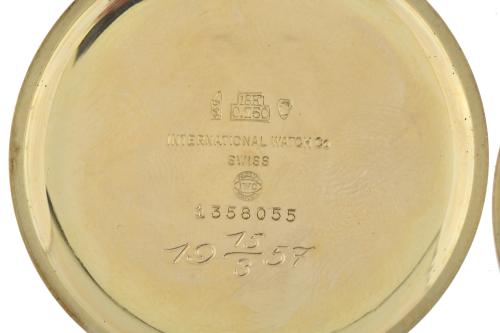 18K
0.750
INTERNATIONAL WATCH Co
SWISS
IWC
1358055
19 15/3 57